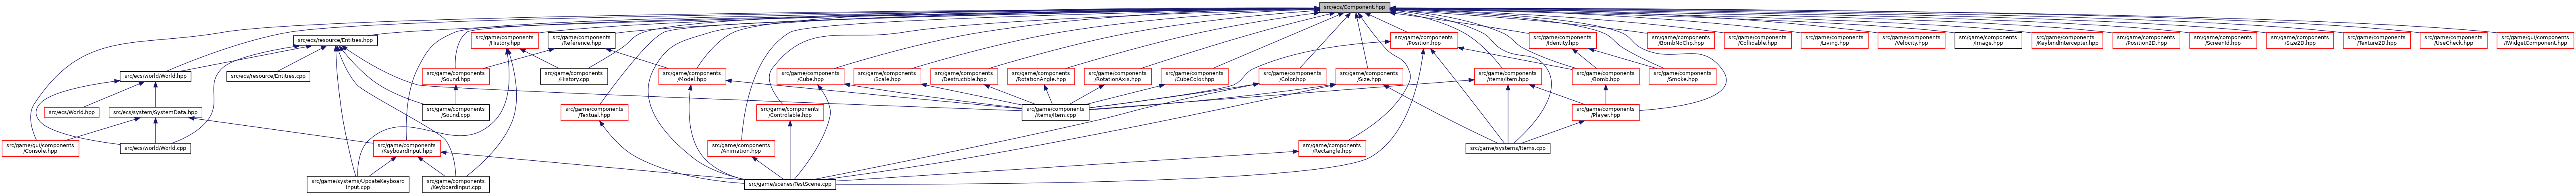 src/ecs/Component.hpp
src/ecs/resource/Entities.hpp
src/game/components
/History.hpp
src/game/components
/Reference.hpp
src/game/components
/Position.hpp
src/game/components
/Identity.hpp
src/game/components
/BombNoClip.hpp
src/game/components
/Collidable.hpp
src/game/components
/Living.hpp
src/game/components
/Velocity.hpp
src/game/components
/Image.hpp
src/game/components
/KeybindIntercepter.hpp
src/game/components
/Position2D.hpp
src/game/components
/ScreenId.hpp
src/game/components
/Size2D.hpp
src/game/components
/Texture2D.hpp
src/game/components
/UseCheck.hpp
src/game/gui/components
/WidgetComponent.hpp
src/ecs/world/World.hpp
src/ecs/resource/Entities.cpp
src/game/components
/Sound.hpp
src/game/components
/History.cpp
src/game/components
/Model.hpp
src/game/components
/Cube.hpp
src/game/components
/Scale.hpp
src/game/components
/Destructible.hpp
src/game/components
/RotationAngle.hpp
src/game/components
/RotationAxis.hpp
src/game/components
/CubeColor.hpp
src/game/components
/Color.hpp
src/game/components
/Size.hpp
src/game/components
/items/Item.hpp
src/game/components
/Bomb.hpp
src/game/components
/Smoke.hpp
src/ecs/World.hpp
src/ecs/system/SystemData.hpp
src/game/components
/Sound.cpp
src/game/components
/Textual.hpp
src/game/components
/Controlable.hpp
src/game/components
/items/Item.cpp
src/game/components
/Player.hpp
src/game/gui/components
/Console.hpp
src/ecs/world/World.cpp
src/game/components
/KeyboardInput.hpp
src/game/components
/Animation.hpp
src/game/components
/Rectangle.hpp
src/game/systems/Items.cpp
src/game/systems/UpdateKeyboard
Input.cpp
src/game/components
/KeyboardInput.cpp
src/game/scenes/TestScene.cpp